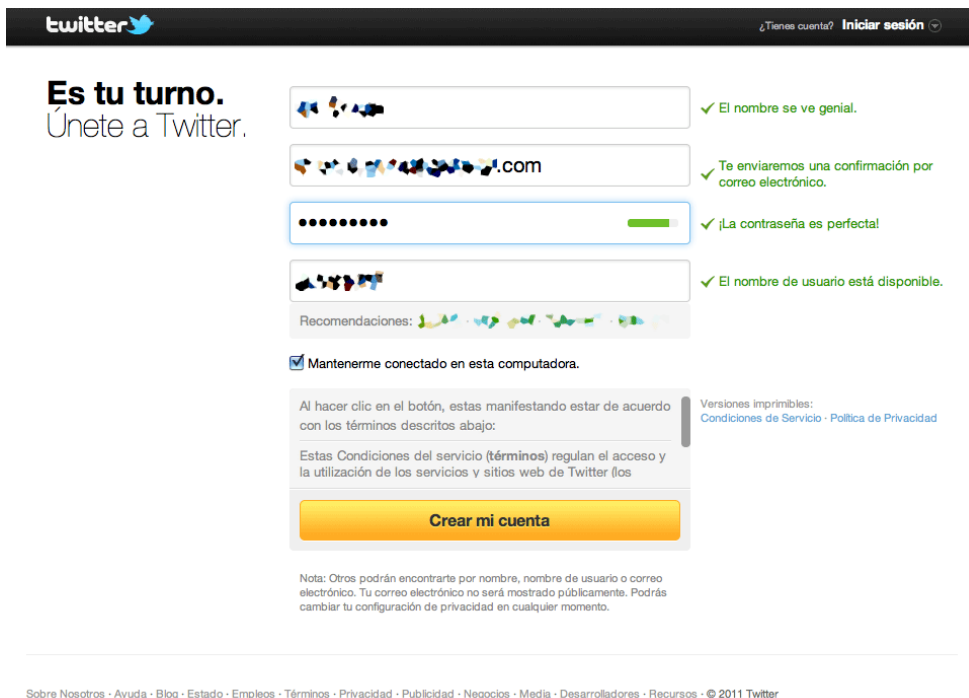 twitter
¿Tienes cuenta? Iniciar sesión
Es tu turno.
Únete a Twitter.
El nombre se ve genial.
.com
Te enviaremos una confirmación por
correo electrónico.
¡La contraseña es perfecta!
El nombre de usuario está disponible.
Recomendaciones:
Mantenerme conectado en esta computadora.
Al hacer clic en el botón, estas manifestando estar de acuerdo
con los términos descritos abajo:
Estas Condiciones del servicio (términos) regulan el acceso y
la utilización de los servicios y sitios web de Twitter (los
Versiones imprimibles:
Condiciones de Servicio · Política de Privacidad
Crear mi cuenta
Nota: Otros podrán encontrarte por nombre, nombre de usuario o correo
electrónico. Tu correo electrónico no será mostrado públicamente. Podrás
cambiar tu configuración de privacidad en cualquier momento.
Sobre Nosotros · Ayuda · Blog · Estado · Empleos · Términos · Privacidad · Publicidad · Negocios · Media · Desarrolladores · Recursos · © 2011 Twitter